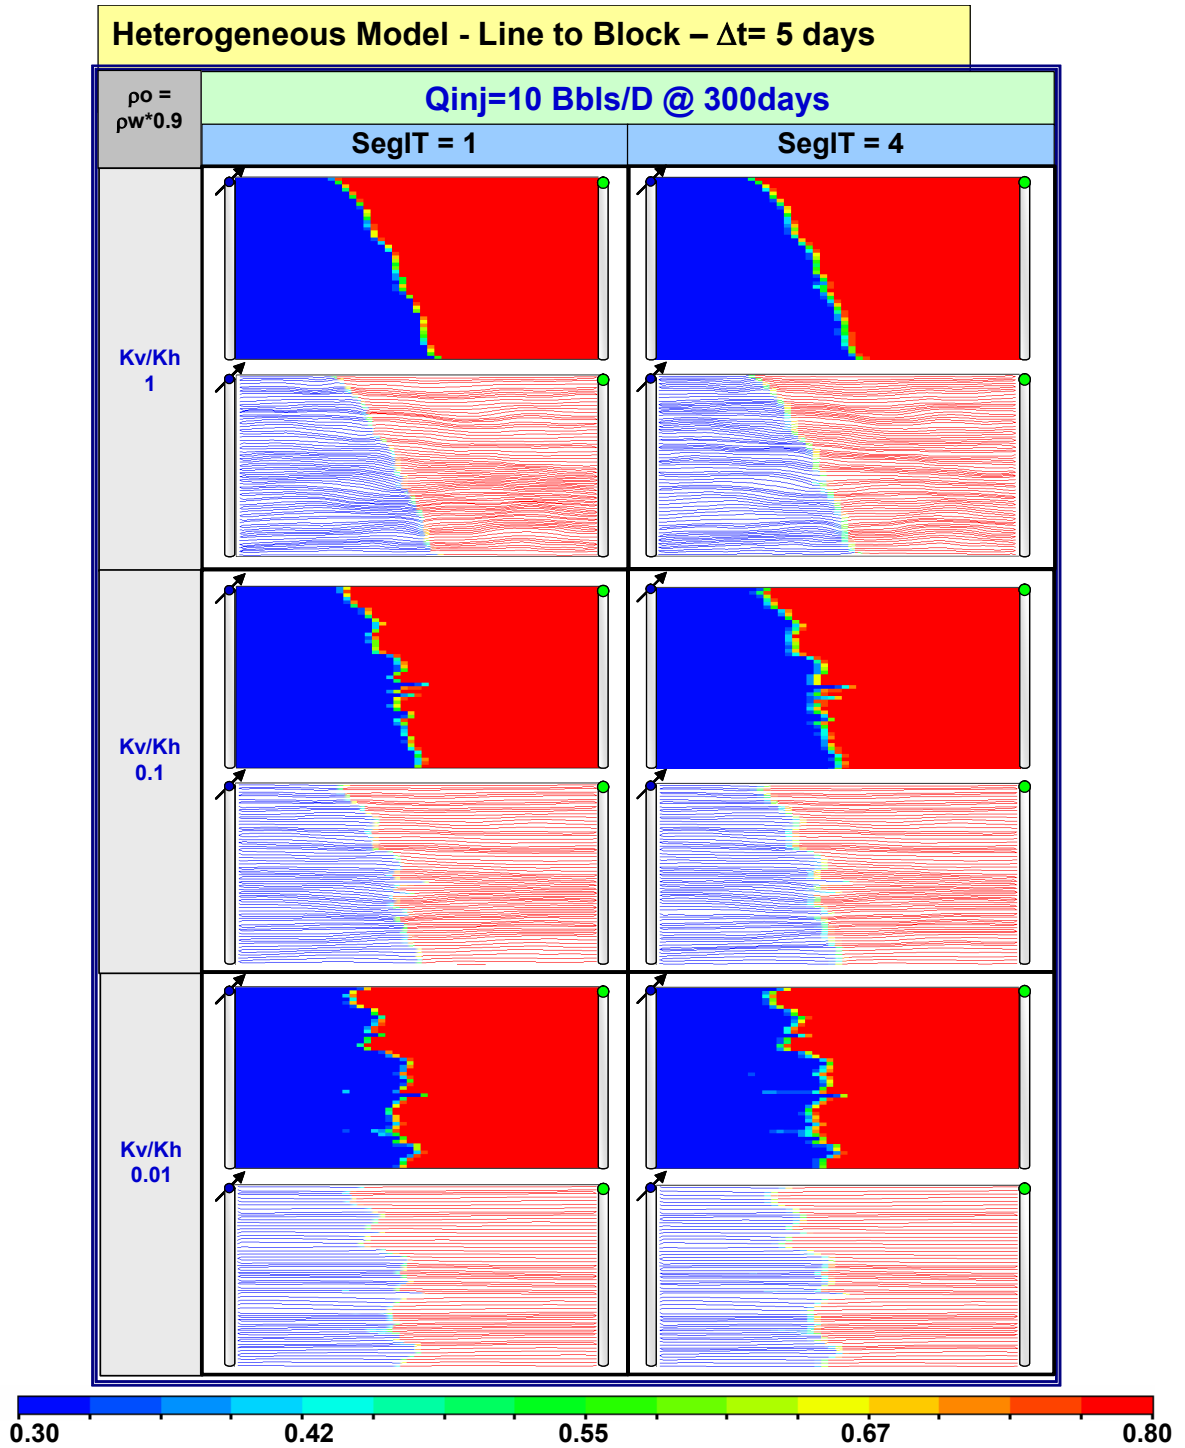 Heterogeneous Model - Line to Block – Δt= 5 days
ρo =
ρw*0.9
Qinj=10 Bbls/D @ 300days
SegIT = 1
SegIT = 4
Kv/Kh
1
Kv/Kh
0.1
Kv/Kh
0.01
0.30 0.42 0.55 0.67 0.80